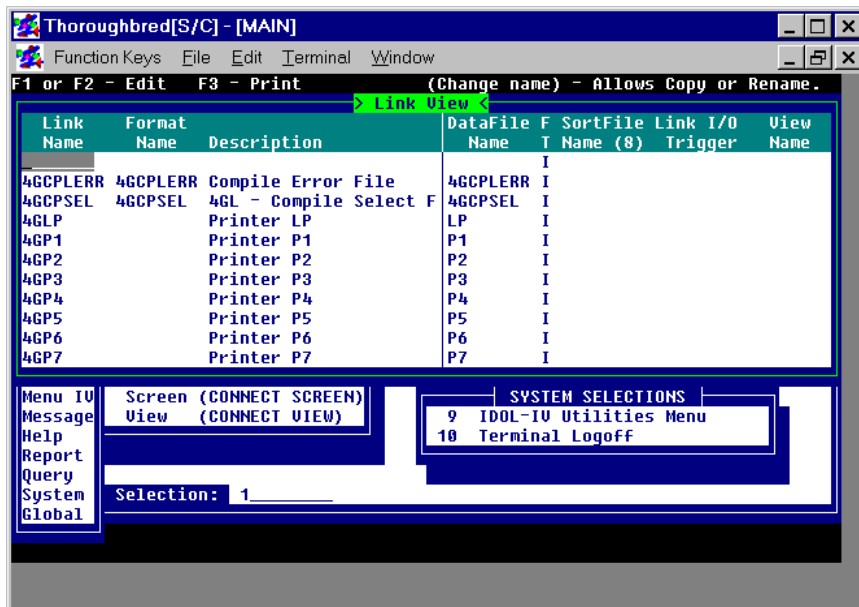 Thoroughbred[S/C] - [MAIN]
Function Keys File Edit Terminal Window
F1 or F2 - Edit F3 - Print (Change name) - Allows Copy or Rename.
> Link View <
Link Format DataFile F SortFile Link I/O View
Name Name Description Name T Name (8) Trigger Name
I
4GCPLERR 4GCPLERR Compile Error File 4GCPLERR I
4GCPSEL 4GCPSEL 4GL - Compile Select F 4GCPSEL I
4GLP Printer LP LP I
4GP1 Printer P1 P1 I
4GP2 Printer P2 P2 I
4GP3 Printer P3 P3 I
4GP4 Printer P4 P4 I
4GP5 Printer P5 P5 I
4GP6 Printer P6 P6 I
4GP7 Printer P7 P7 I
Menu IV Screen (CONNECT SCREEN) SYSTEM SELECTIONS
Message View (CONNECT VIEW) 9 IDOL-IV Utilities Menu
Help 10 Terminal Logoff
Report
Query
System Selection: 1
Global